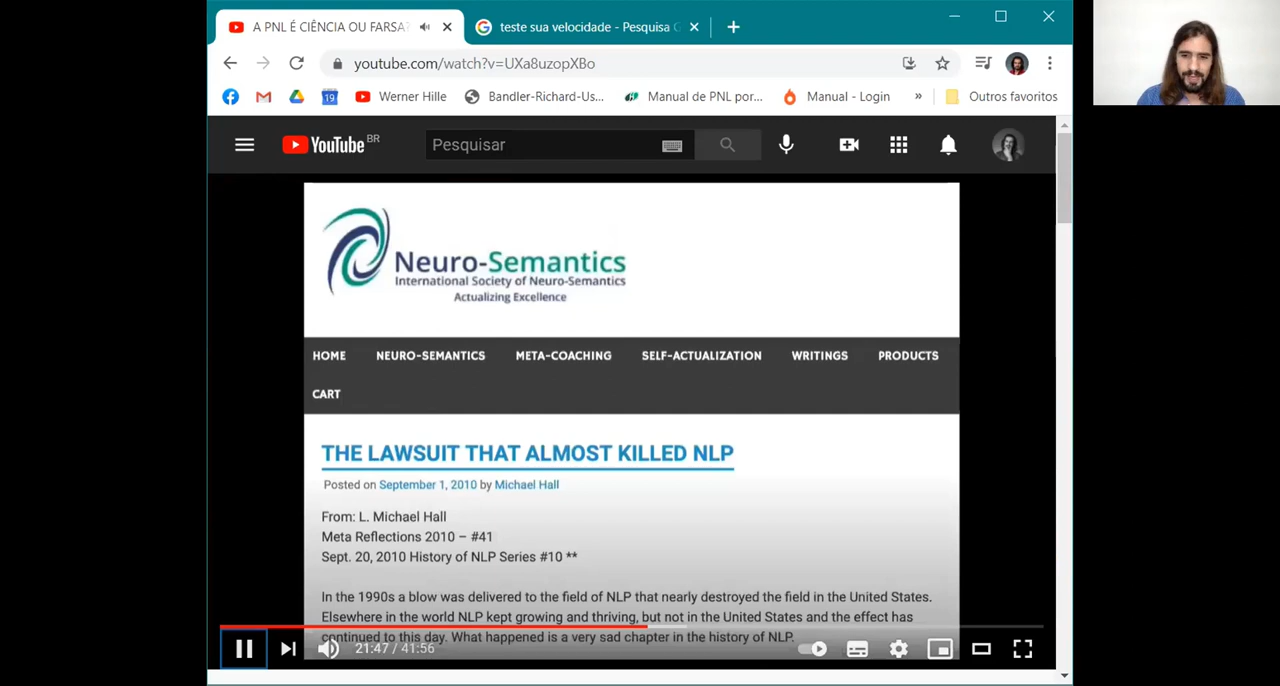 A PNL É CIÊNCIA OU FARSA?
teste sua velocidade - Pesquisa G
youtube.com/watch?v=UXa8uzopXBo
19
Werner Hille
Bandler-Richard-Us...
Manual de PNL por...
Manual - Login
»
Outros favoritos
YouTube BR
Pesquisar
Neuro-Semantics
International Society of Neuro-Semantics
Actualizing Excellence
HOME
NEURO-SEMANTICS
META-COACHING
SELF-ACTUALIZATION
WRITINGS
PRODUCTS
CART
THE LAWSUIT THAT ALMOST KILLED NLP
Posted on September 1, 2010 by Michael Hall
From: L. Michael Hall
Meta Reflections 2010 – #41
Sept. 20, 2010 History of NLP Series #10 **
In the 1990s a blow was delivered to the field of NLP that nearly destroyed the field in the United States.
Elsewhere in the world NLP kept growing and thriving, but not in the United States and the effect has
continued to this day. What happened is a very sad chapter in the history of NLP.
21:47 / 41:56